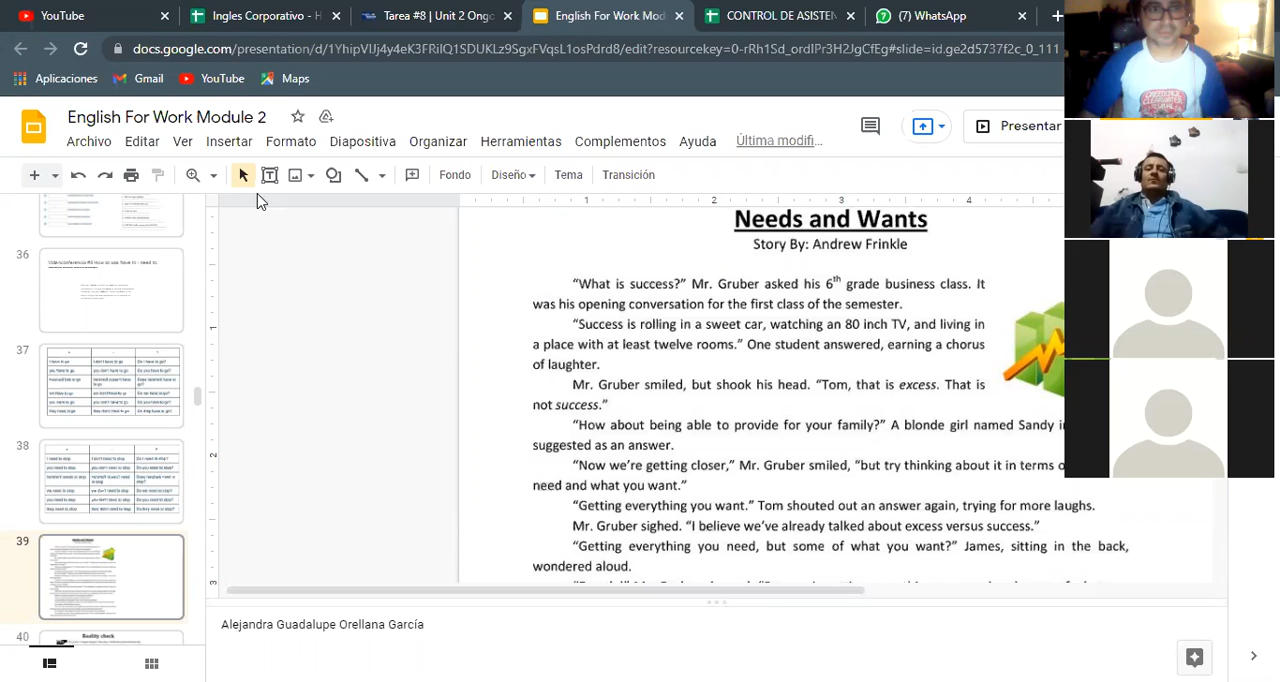 YouTube
Ingles Corporativo - H
Tarea #8 | Unit 2 Ongo
English For Work Mod
CONTROL DE ASISTEN
(7) WhatsApp
docs.google.com/presentation/d/1YhipVlJj4y4eK3FRilQ1SDUKLz9SgxFVqsL1osPdrd8/edit?resourcekey=0-rRh1Sd_ordIPr3H2JgCfEg#slide=id.ge2d5737f2c_0_111
Aplicaciones Gmail YouTube Maps
English For Work Module 2
Archivo Editar Ver Insertar Formato Diapositiva Organizar Herramientas Complementos Ayuda Última modifi...
Presentar
Fondo Diseño Tema Transición
36
37
38
39
40
Reality check
1 2 3 4
1
2
3
Needs and Wants
Story By: Andrew Frinkle
“What is success?” Mr. Gruber asked his 6th grade business class. It
was his opening conversation for the first class of the semester.
“Success is rolling in a sweet car, watching an 80 inch TV, and living in
a place with at least twelve rooms.” One student answered, earning a chorus
of laughter.
Mr. Gruber smiled, but shook his head. “Tom, that is excess. That is
not success.”
“How about being able to provide for your family?” A blonde girl named Sandy
suggested as an answer.
“Now we’re getting closer,” Mr. Gruber smiled, “but try thinking about it in terms
need and what you want.”
“Getting everything you want.” Tom shouted out an answer again, trying for more laughs.
Mr. Gruber sighed. “I believe we’ve already talked about excess versus success.”
“Getting everything you need, but some of what you want?” James, sitting in the back,
wondered aloud.
Alejandra Guadalupe Orellana García